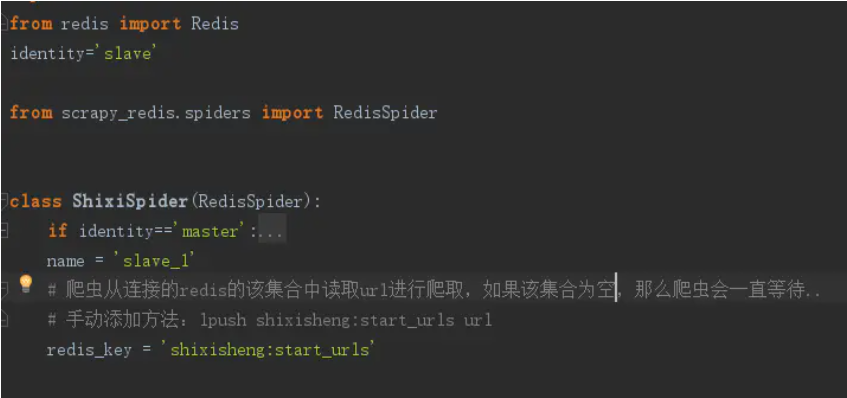 from redis import Redis
identity='slave'
from scrapy_redis.spiders import RedisSpider
class ShixiSpider(RedisSpider):
if identity=='master':...
name = 'slave_1'
# 爬虫从连接的redis的该集合中读取url进行爬取，如果该集合为空，那么爬虫会一直等待..
# 手动添加方法：lpush shixisheng:start_urls url
redis_key = 'shixisheng:start_urls'